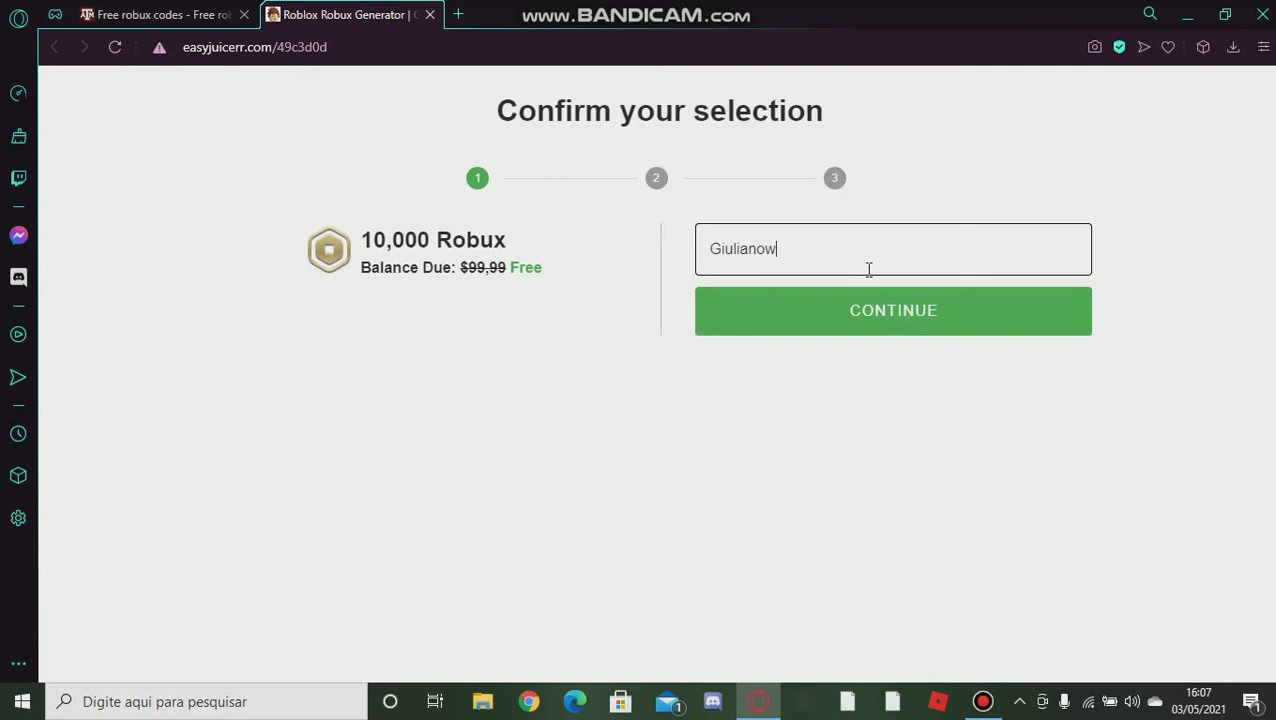 www.BANDICAM.com
Free robux codes - Free ro
Roblox Robux Generator |
easyjuicerr.com/49c3d0d
Confirm your selection
1
2
3
10,000 Robux
Balance Due: $99,99 Free
Giulianow
CONTINUE
Digite aqui para pesquisar
1
16:07
03/05/2021
1